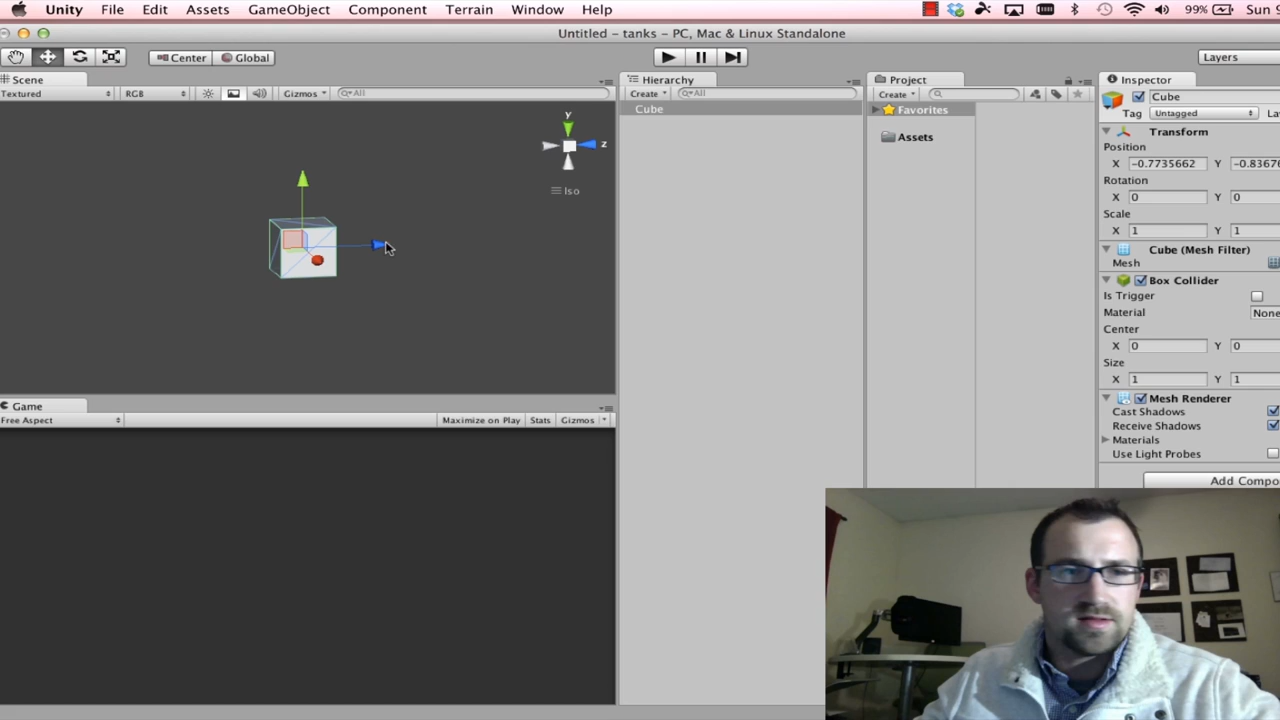 Unity File Edit Assets GameObject Component Terrain Window Help 99% Sun
Untitled – tanks – PC, Mac & Linux Standalone
Center Global Layers
Scene
Textured RGB Gizmos All
y
z
Iso
Game
Free Aspect Maximize on Play Stats Gizmos
Hierarchy
Create All
Cube
Project
Create
Favorites
Assets
Inspector
Cube
Tag Untagged
Transform
Position
X -0.7735662 Y -0.8367
Rotation
X 0 Y 0
Scale
X 1 Y 1
Cube (Mesh Filter)
Mesh
Box Collider
Is Trigger
Material None
Center
X 0 Y 0
Size
X 1 Y 1
Mesh Renderer
Cast Shadows
Receive Shadows
Materials
Use Light Probes
Add Compo